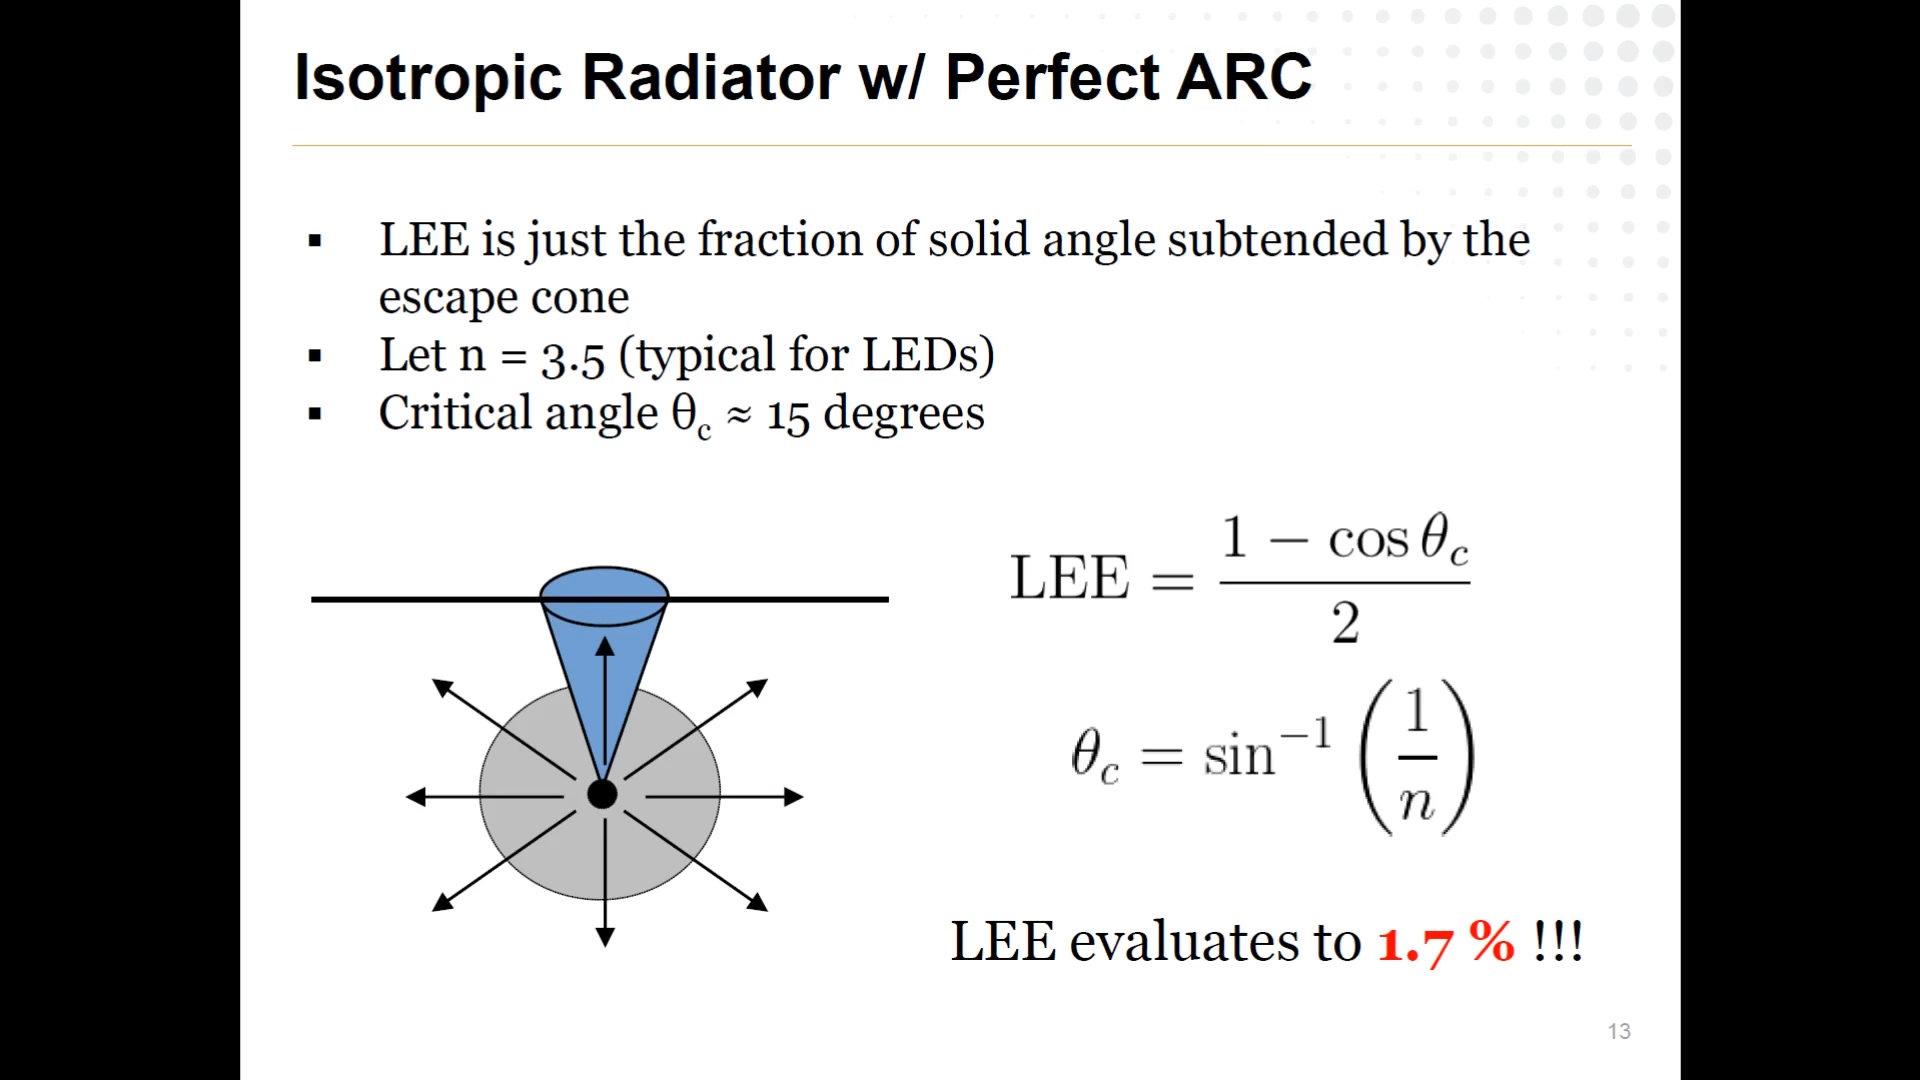 Isotropic Radiator w/ Perfect ARC
▪ LEE is just the fraction of solid angle subtended by the
escape cone
▪ Let n = 3.5 (typical for LEDs)
▪ Critical angle θc ≈ 15 degrees
LEE = (1 − cos θc) / 2
θc = sin⁻¹ (1/n)
LEE evaluates to 1.7 % !!!
13